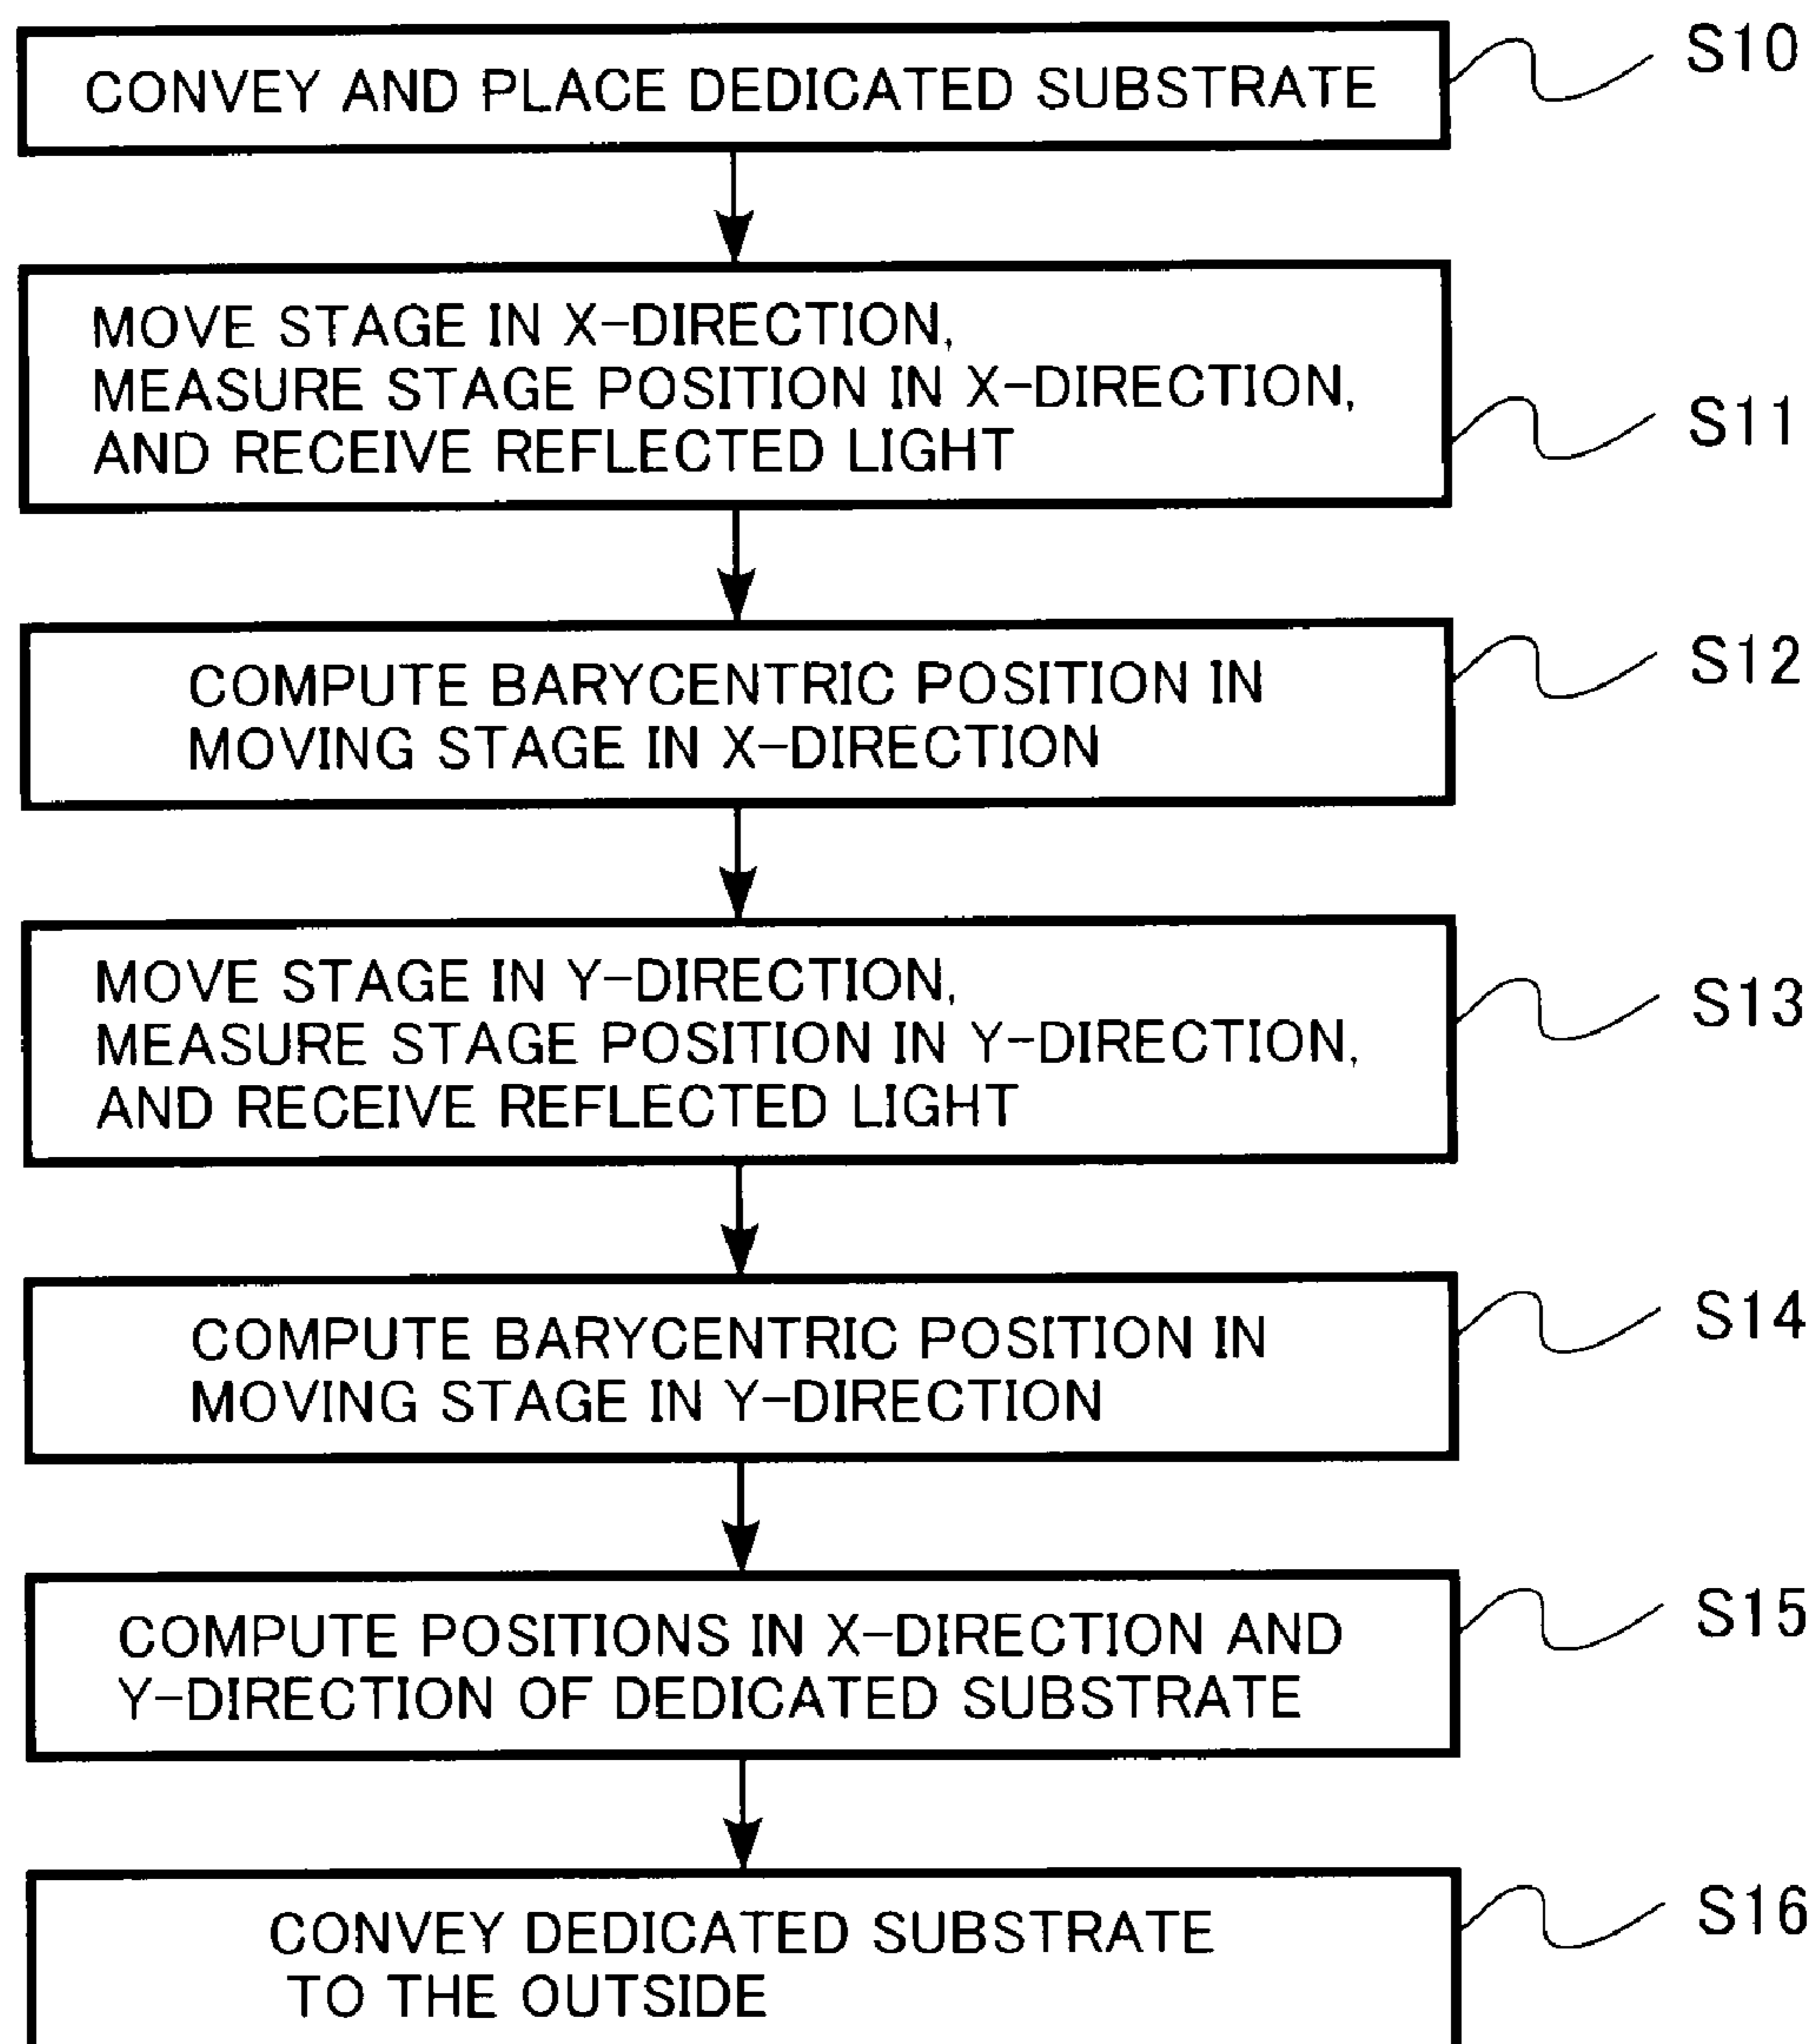 CONVEY AND PLACE DEDICATED SUBSTRATE
S10
MOVE STAGE IN X-DIRECTION,
MEASURE STAGE POSITION IN X-DIRECTION,
AND RECEIVE REFLECTED LIGHT
S11
COMPUTE BARYCENTRIC POSITION IN
MOVING STAGE IN X-DIRECTION
S12
MOVE STAGE IN Y-DIRECTION,
MEASURE STAGE POSITION IN Y-DIRECTION,
AND RECEIVE REFLECTED LIGHT
S13
COMPUTE BARYCENTRIC POSITION IN
MOVING STAGE IN Y-DIRECTION
S14
COMPUTE POSITIONS IN X-DIRECTION AND
Y-DIRECTION OF DEDICATED SUBSTRATE
S15
CONVEY DEDICATED SUBSTRATE
TO THE OUTSIDE
S16